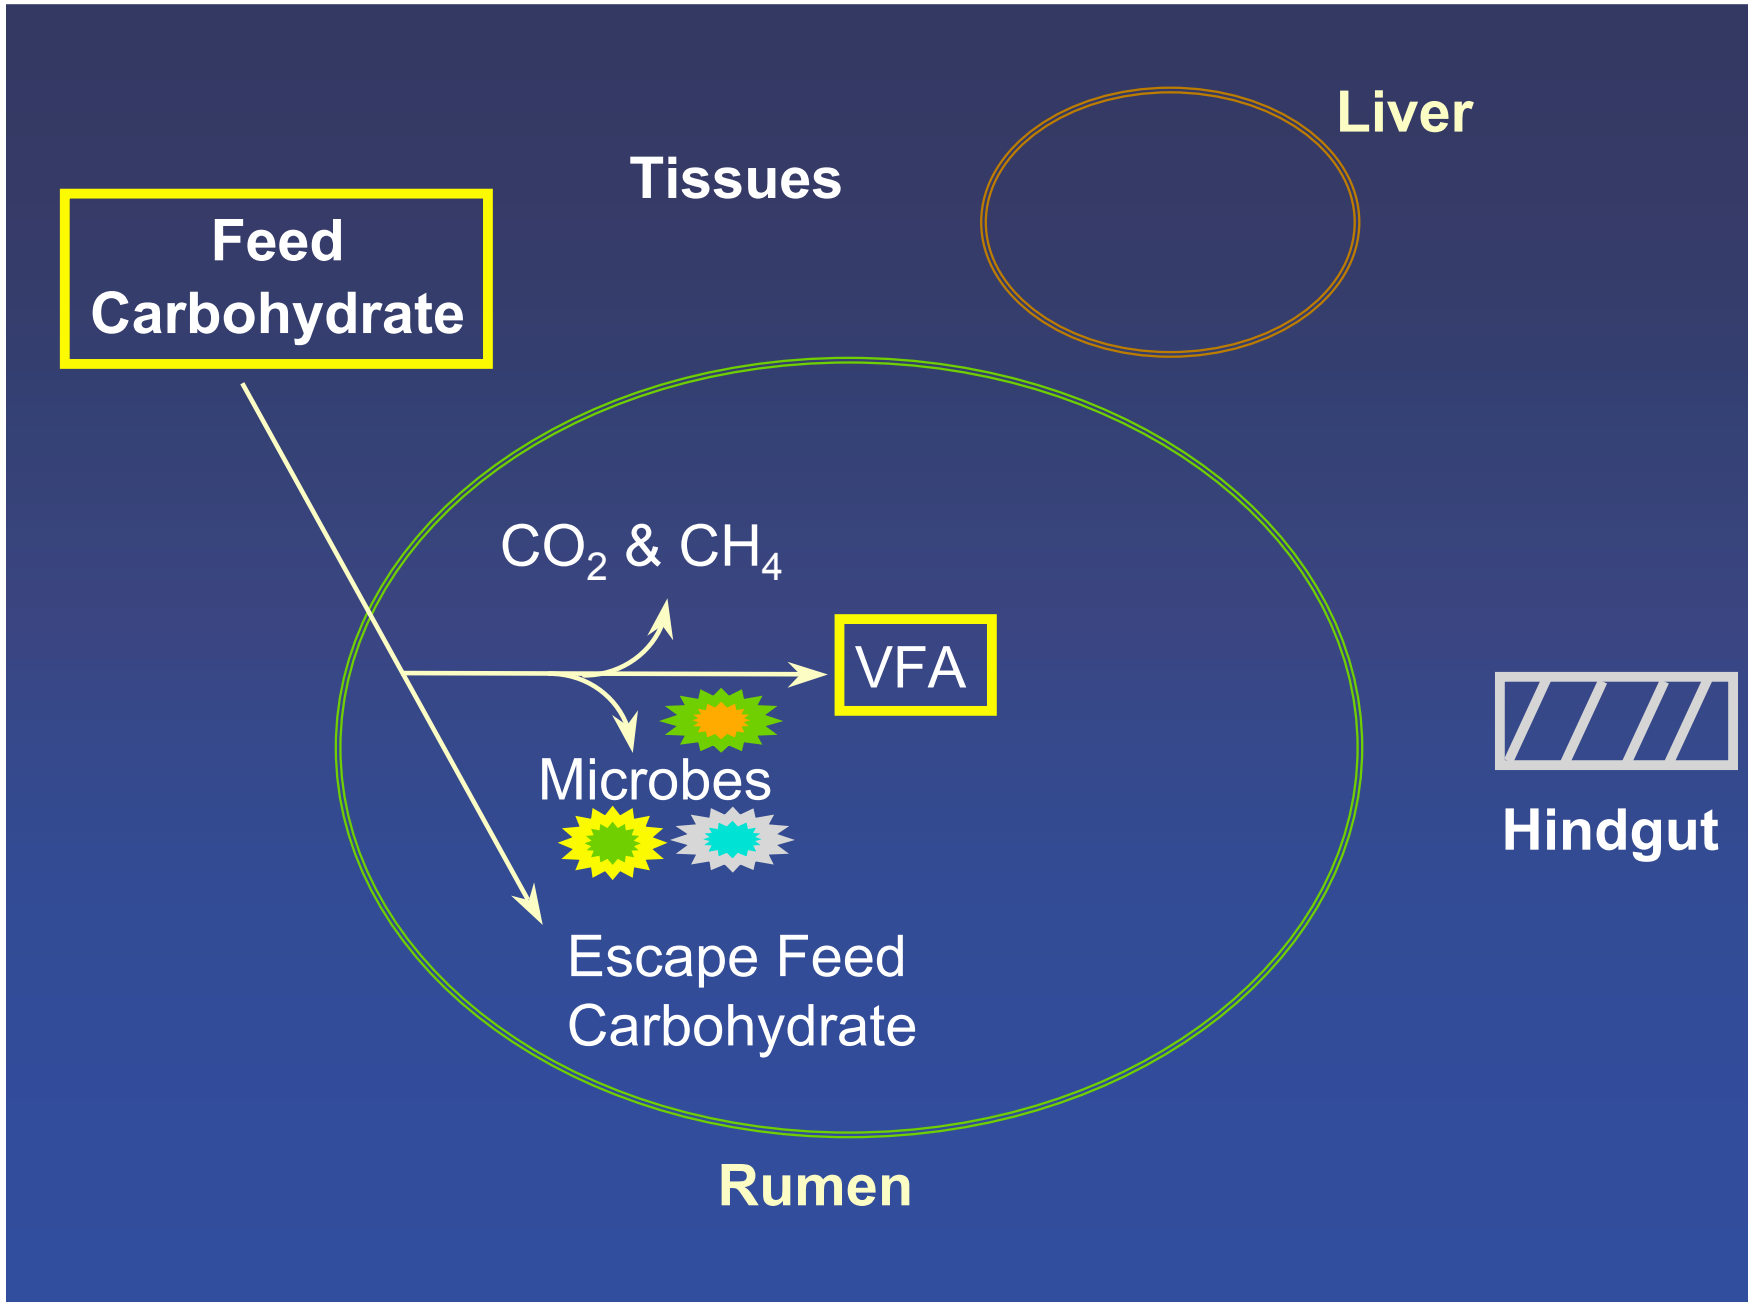 Liver
Tissues
Feed
Carbohydrate
CO₂ & CH₄
VFA
Microbes
Hindgut
Escape Feed
Carbohydrate
Rumen